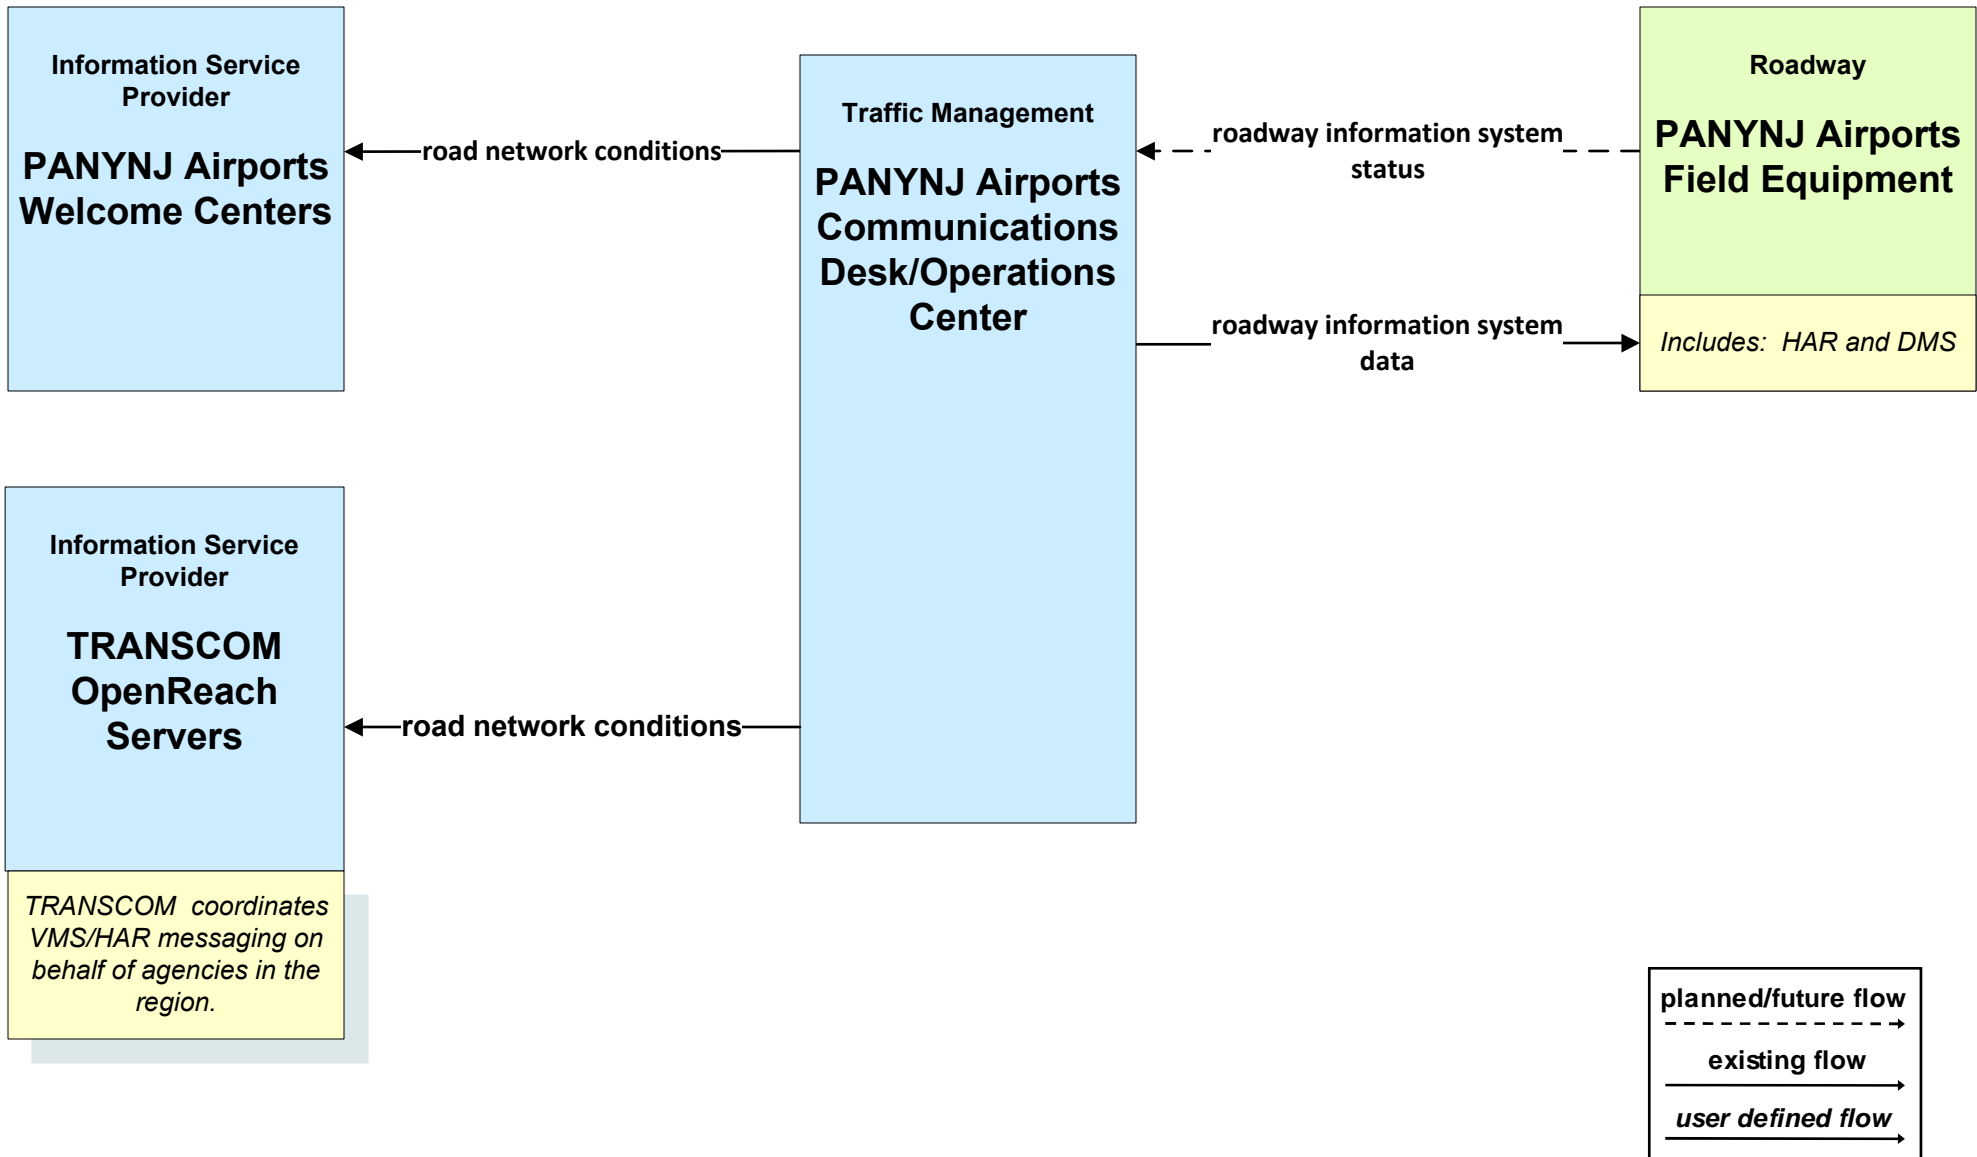 Information Service
Provider
PANYNJ Airports
Welcome Centers
road network conditions
Traffic Management
PANYNJ Airports
Communications
Desk/Operations
Center
roadway information system
status
roadway information system
data
Roadway
PANYNJ Airports
Field Equipment
Includes:  HAR and DMS
Information Service
Provider
TRANSCOM
OpenReach
Servers
road network conditions
TRANSCOM  coordinates
VMS/HAR messaging on
behalf of agencies in the
region.
planned/future flow
existing flow
user defined flow